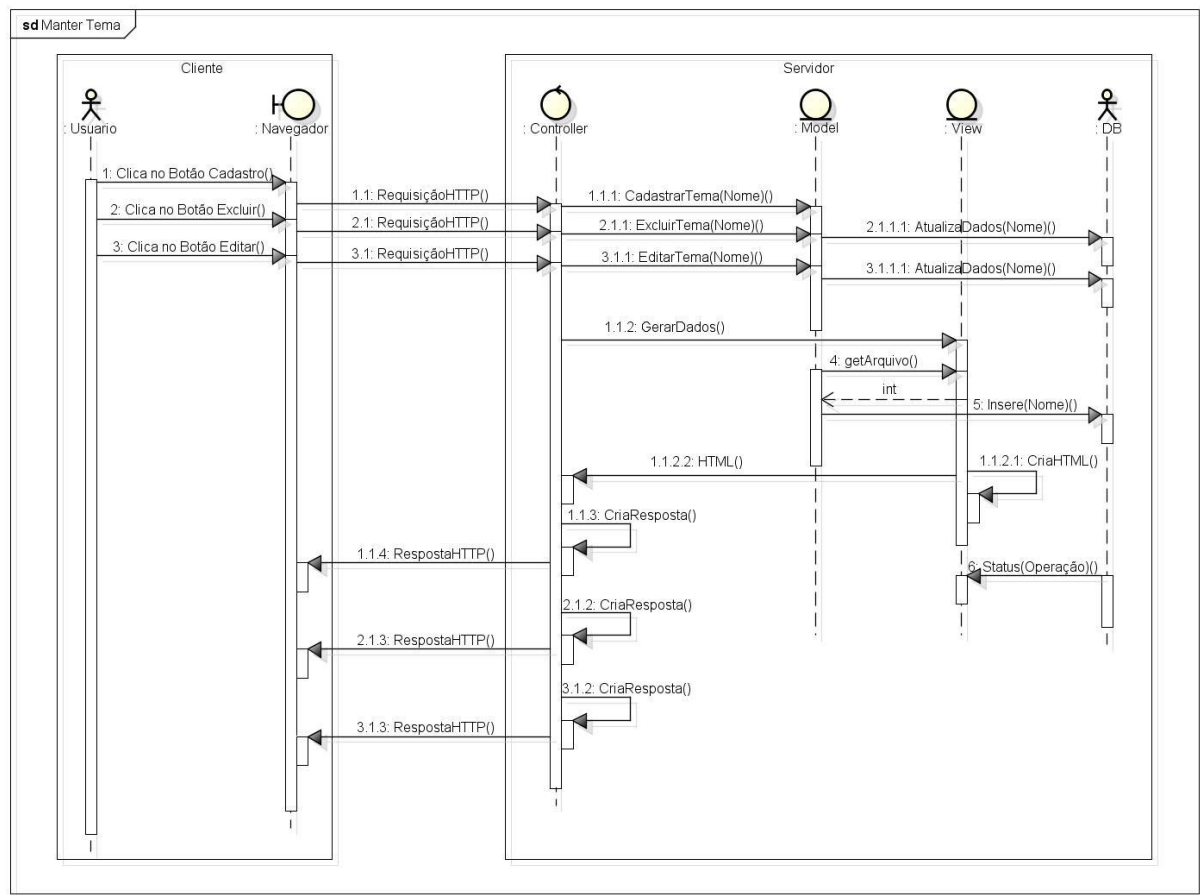 sd Manter Tema
Cliente
Servidor
: Usuario
: Navegador
: Controller
: Model
: View
: DB
1: Clica no Botão Cadastro()
1.1: RequisiçãoHTTP()
1.1.1: CadastrarTema(Nome)()
2: Clica no Botão Excluir()
2.1: RequisiçãoHTTP()
2.1.1: ExcluirTema(Nome)()
2.1.1.1: AtualizaDados(Nome)()
3: Clica no Botão Editar()
3.1: RequisiçãoHTTP()
3.1.1: EditarTema(Nome)()
3.1.1.1: AtualizaDados(Nome)()
1.1.2: GerarDados()
4: getArquivo()
int
5: Insere(Nome)()
1.1.2.2: HTML()
1.1.2.1: CriaHTML()
1.1.3: CriaResposta()
1.1.4: RespostaHTTP()
6: Status(Operação)()
2.1.2: CriaResposta()
2.1.3: RespostaHTTP()
3.1.2: CriaResposta()
3.1.3: RespostaHTTP()